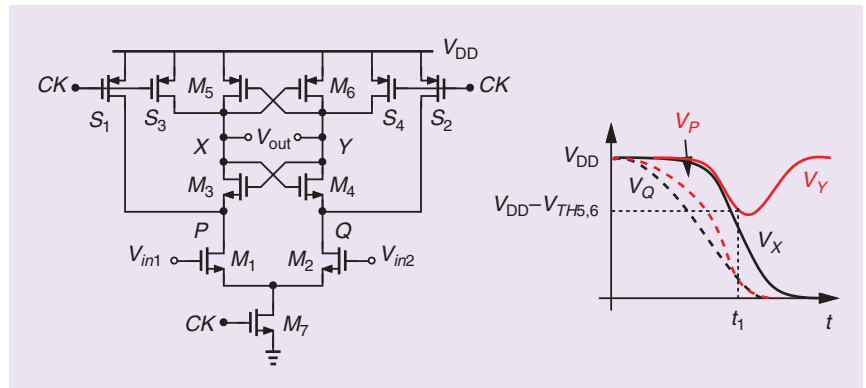 V_DD
CK
CK
S_1
S_3
M_5
M_6
S_4
S_2
X
V_out
Y
M_3
M_4
P
Q
V_in1
M_1
M_2
V_in2
CK
M_7
V_DD
V_P
V_Q
V_Y
V_DD–V_TH5,6
V_X
t_1
t